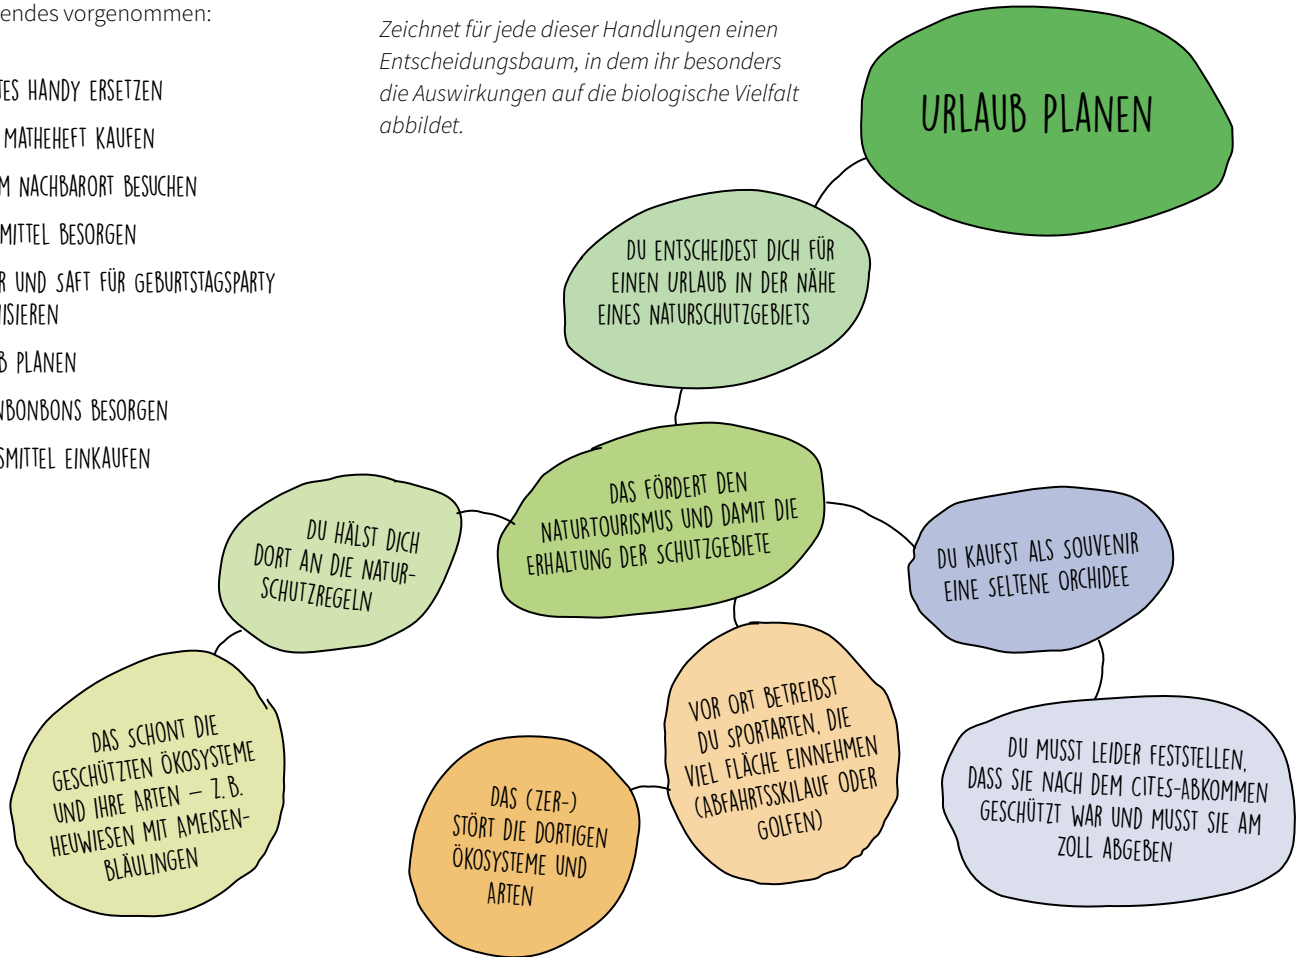 endes vorgenommen:
TES HANDY ERSETZEN
MATHEHEFT KAUFEN
M NACHBARORT BESUCHEN
MITTEL BESORGEN
R UND SAFT FÜR GEBURTSTAGSPARTY
ISIEREN
B PLANEN
NBONBONS BESORGEN
SMITTEL EINKAUFEN
Zeichnet für jede dieser Handlungen einen
Entscheidungsbaum, in dem ihr besonders
die Auswirkungen auf die biologische Vielfalt
abbildet.
URLAUB PLANEN
DU ENTSCHEIDEST DICH FÜR
EINEN URLAUB IN DER NÄHE
EINES NATURSCHUTZGEBIETS
DAS FÖRDERT DEN
NATURTOURISMUS UND DAMIT DIE
ERHALTUNG DER SCHUTZGEBIETE
DU HÄLST DICH
DORT AN DIE NATUR-
SCHUTZREGELN
DAS SCHONT DIE
GESCHÜTZTEN ÖKOSYSTEME
UND IHRE ARTEN – Z. B.
HEUWIESEN MIT AMEISEN-
BLÄULINGEN
VOR ORT BETREIBST
DU SPORTARTEN, DIE
VIEL FLÄCHE EINNEHMEN
(ABFAHRTSSKILAUF ODER
GOLFEN)
DAS (ZER-)
STÖRT DIE DORTIGEN
ÖKOSYSTEME UND
ARTEN
DU KAUFST ALS SOUVENIR
EINE SELTENE ORCHIDEE
DU MUSST LEIDER FESTSTELLEN,
DASS SIE NACH DEM CITES-ABKOMMEN
GESCHÜTZT WAR UND MUSST SIE AM
ZOLL ABGEBEN